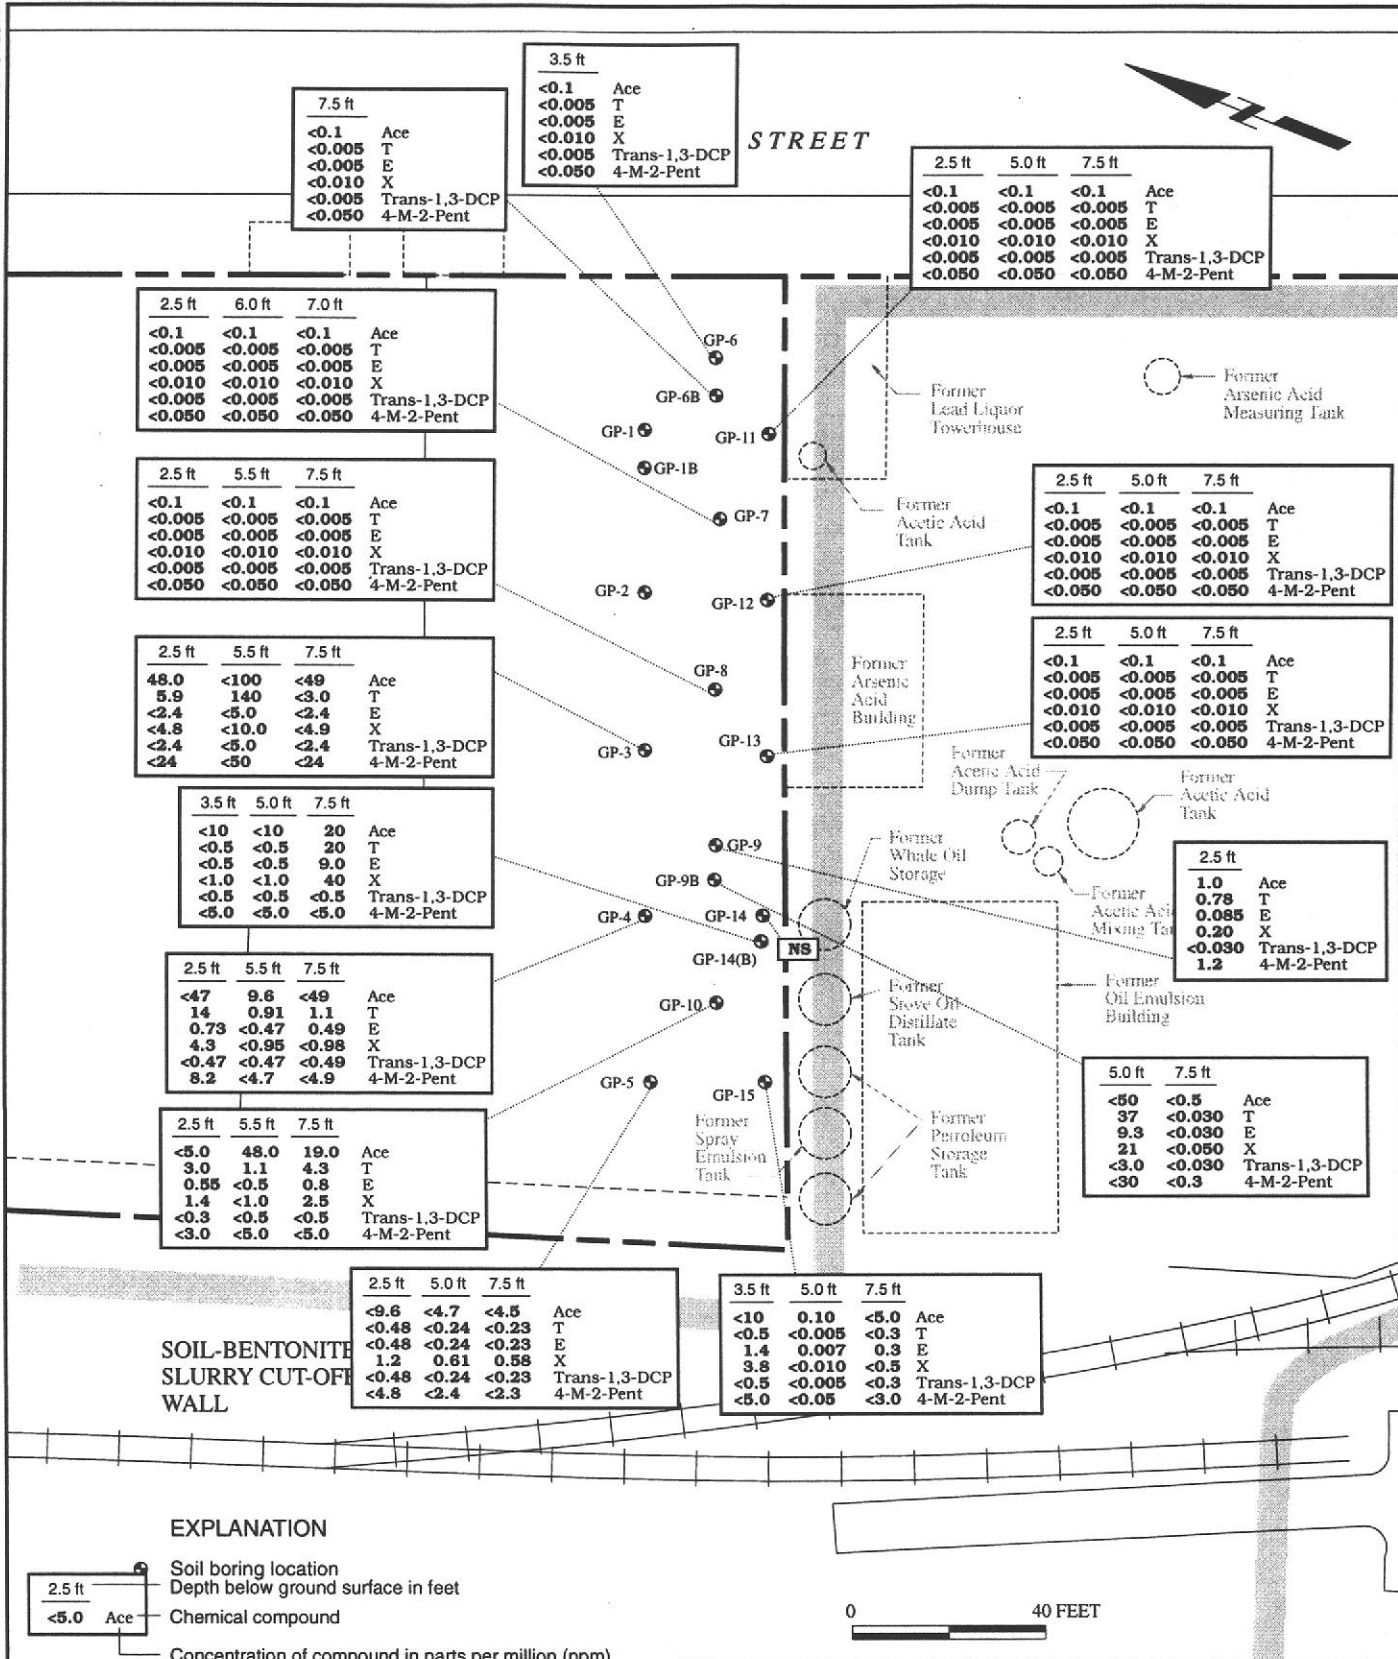 STREET
3.5 ft
<0.1 Ace
<0.005 T
<0.005 E
<0.010 X
<0.005 Trans-1,3-DCP
<0.050 4-M-2-Pent
7.5 ft
<0.1 Ace
<0.005 T
<0.005 E
<0.010 X
<0.005 Trans-1,3-DCP
<0.050 4-M-2-Pent
2.5 ft 5.0 ft 7.5 ft
<0.1 <0.1 <0.1 Ace
<0.005 <0.005 <0.005 T
<0.005 <0.005 <0.005 E
<0.010 <0.010 <0.010 X
<0.005 <0.005 <0.005 Trans-1,3-DCP
<0.050 <0.050 <0.050 4-M-2-Pent
2.5 ft 6.0 ft 7.0 ft
<0.1 <0.1 <0.1 Ace
<0.005 <0.005 <0.005 T
<0.005 <0.005 <0.005 E
<0.010 <0.010 <0.010 X
<0.005 <0.005 <0.005 Trans-1,3-DCP
<0.050 <0.050 <0.050 4-M-2-Pent
GP-6
GP-6B
GP-1
GP-11
GP-1B
GP-7
Former
Lead Liquor
Towerhouse
Former
Arsenic Acid
Measuring Tank
Former
Acetic Acid
Tank
2.5 ft 5.5 ft 7.5 ft
<0.1 <0.1 <0.1 Ace
<0.005 <0.005 <0.005 T
<0.005 <0.005 <0.005 E
<0.010 <0.010 <0.010 X
<0.005 <0.005 <0.005 Trans-1,3-DCP
<0.050 <0.050 <0.050 4-M-2-Pent
2.5 ft 5.0 ft 7.5 ft
<0.1 <0.1 <0.1 Ace
<0.005 <0.005 <0.005 T
<0.005 <0.005 <0.005 E
<0.010 <0.010 <0.010 X
<0.005 <0.005 <0.005 Trans-1,3-DCP
<0.050 <0.050 <0.050 4-M-2-Pent
GP-2
GP-12
GP-8
GP-3
GP-13
Former
Arsenic
Acid
Building
2.5 ft 5.5 ft 7.5 ft
48.0 <100 <49 Ace
5.9 140 <3.0 T
<2.4 <5.0 <2.4 E
<4.8 <10.0 <4.9 X
<2.4 <5.0 <2.4 Trans-1,3-DCP
<24 <50 <24 4-M-2-Pent
2.5 ft 5.0 ft 7.5 ft
<0.1 <0.1 <0.1 Ace
<0.005 <0.005 <0.005 T
<0.005 <0.005 <0.005 E
<0.010 <0.010 <0.010 X
<0.005 <0.005 <0.005 Trans-1,3-DCP
<0.050 <0.050 <0.050 4-M-2-Pent
Former
Acetic Acid
Dump Tank
Former
Acetic Acid
Tank
3.5 ft 5.0 ft 7.5 ft
<10 <10 20 Ace
<0.5 <0.5 20 T
<0.5 <0.5 9.0 E
<1.0 <1.0 40 X
<0.5 <0.5 <0.5 Trans-1,3-DCP
<5.0 <5.0 <5.0 4-M-2-Pent
GP-9
GP-9B
GP-4
GP-14
NS
GP-14(B)
GP-10
GP-5
GP-15
Former
Whale Oil
Storage
Former
Acetic Acid
Mixing Ta
2.5 ft
1.0 Ace
0.78 T
0.085 E
0.20 X
<0.030 Trans-1,3-DCP
1.2 4-M-2-Pent
2.5 ft 5.5 ft 7.5 ft
<47 9.6 <49 Ace
14 0.91 1.1 T
0.73 <0.47 0.49 E
4.3 <0.95 <0.98 X
<0.47 <0.47 <0.49 Trans-1,3-DCP
8.2 <4.7 <4.9 4-M-2-Pent
Former
Stove Oil
Distillate
Tank
Former
Oil Emulsion
Building
5.0 ft 7.5 ft
<50 <0.5 Ace
37 <0.030 T
9.3 <0.030 E
21 <0.050 X
<3.0 <0.030 Trans-1,3-DCP
<30 <0.3 4-M-2-Pent
2.5 ft 5.5 ft 7.5 ft
<5.0 48.0 19.0 Ace
3.0 1.1 4.3 T
0.55 <0.5 0.8 E
1.4 <1.0 2.5 X
<0.3 <0.5 <0.5 Trans-1,3-DCP
<3.0 <5.0 <5.0 4-M-2-Pent
Former
Spray
Emulsion
Tank
Former
Petroleum
Storage
Tank
2.5 ft 5.0 ft 7.5 ft
<9.6 <4.7 <4.5 Ace
<0.48 <0.24 <0.23 T
<0.48 <0.24 <0.23 E
1.2 0.61 0.58 X
<0.48 <0.24 <0.23 Trans-1,3-DCP
<4.8 <2.4 <2.3 4-M-2-Pent
3.5 ft 5.0 ft 7.5 ft
<10 0.10 <5.0 Ace
<0.5 <0.005 <0.3 T
1.4 0.007 0.3 E
3.8 <0.010 <0.5 X
<0.5 <0.005 <0.3 Trans-1,3-DCP
<5.0 <0.05 <3.0 4-M-2-Pent
SOIL-BENTONITE
SLURRY CUT-OFF
WALL
EXPLANATION
Soil boring location
2.5 ft Depth below ground surface in feet
<5.0 Ace Chemical compound
Concentration of compound in parts per million (ppm)
0 40 FEET